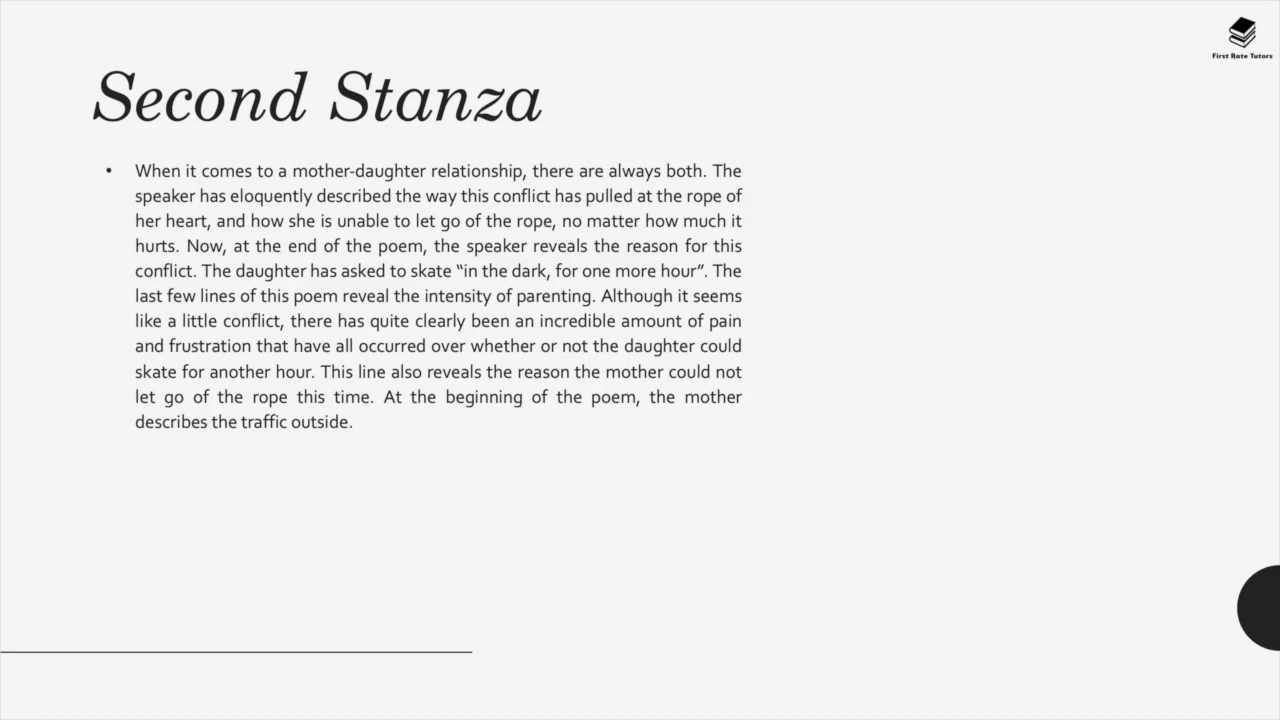 First Rate Tutors
Second Stanza
• When it comes to a mother-daughter relationship, there are always both. The
speaker has eloquently described the way this conflict has pulled at the rope of
her heart, and how she is unable to let go of the rope, no matter how much it
hurts. Now, at the end of the poem, the speaker reveals the reason for this
conflict. The daughter has asked to skate “in the dark, for one more hour”. The
last few lines of this poem reveal the intensity of parenting. Although it seems
like a little conflict, there has quite clearly been an incredible amount of pain
and frustration that have all occurred over whether or not the daughter could
skate for another hour. This line also reveals the reason the mother could not
let go of the rope this time. At the beginning of the poem, the mother
describes the traffic outside.